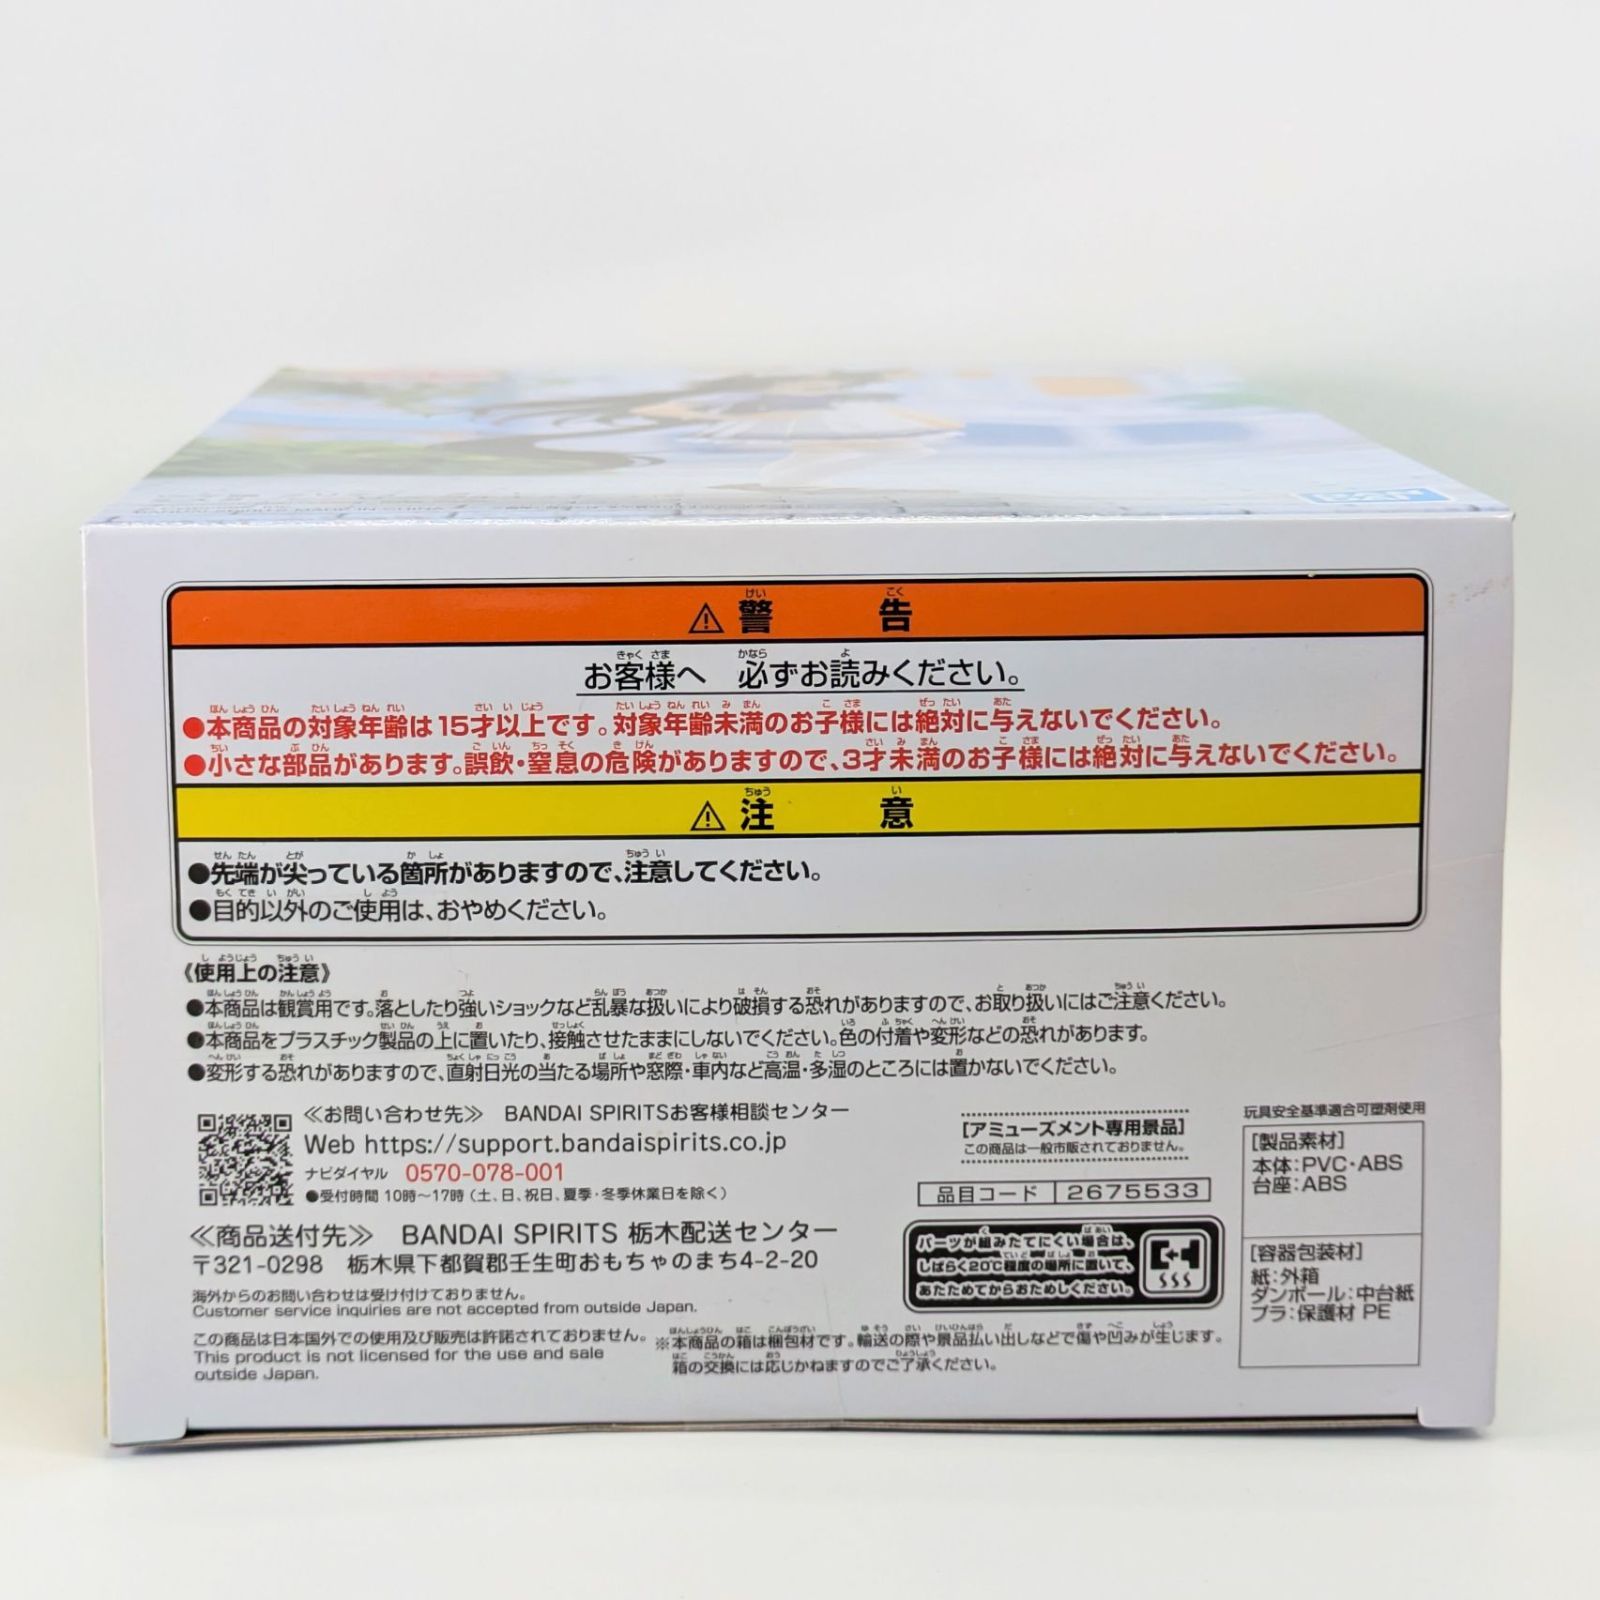 ⚠警告
お客様へ 必ずお読みください。
●本商品の対象年齢は15才以上です。対象年齢未満のお子様には絶対に与えないでください。
●小さな部品があります。誤飲・窒息の危険がありますので、3才未満のお子様には絶対に与えないでください。
⚠注意
●先端が尖っている箇所がありますので、注意してください。
●目的以外のご使用は、おやめください。
《使用上の注意》
●本商品は観賞用です。落としたり強いショックなど乱暴な扱いにより破損する恐れがありますので、お取り扱いにはご注意ください。
●本商品をプラスチック製品の上に置いたり、接触させたままにしないでください。色の付着や変形などの恐れがあります。
●変形する恐れがありますので、直射日光の当たる場所や窓際・車内など高温・多湿のところには置かないでください。
≪お問い合わせ先≫ BANDAI SPIRITSお客様相談センター
Web https://support.bandaispirits.co.jp
ナビダイヤル 0570-078-001
●受付時間 10時〜17時（土、日、祝日、夏季・冬季休業日を除く）
≪商品送付先≫ BANDAI SPIRITS 栃木配送センター
〒321-0298 栃木県下都賀郡壬生町おもちゃのまち4-2-20
海外からのお問い合わせは受け付けておりません。
Customer service inquiries are not accepted from outside Japan.
この商品は日本国外での使用及び販売は許諾されておりません。
This product is not licensed for the use and sale
outside Japan.
[アミューズメント専用景品]
この商品は一般市販されておりません。
品目コード 2675533
パーツが組みたてにくい場合は、
しばらく20℃程度の場所に置いて、
あたためてからおためしください。
※本商品の箱は梱包材です。輸送の際や景品払い出しなどで傷や凹みが生じます。
箱の交換には応じかねますのでご了承ください。
玩具安全基準適合可塑剤使用
[製品素材]
本体：PVC・ABS
台座：ABS
[容器包装材]
紙：外箱
ダンボール：中台紙
プラ：保護材 PE